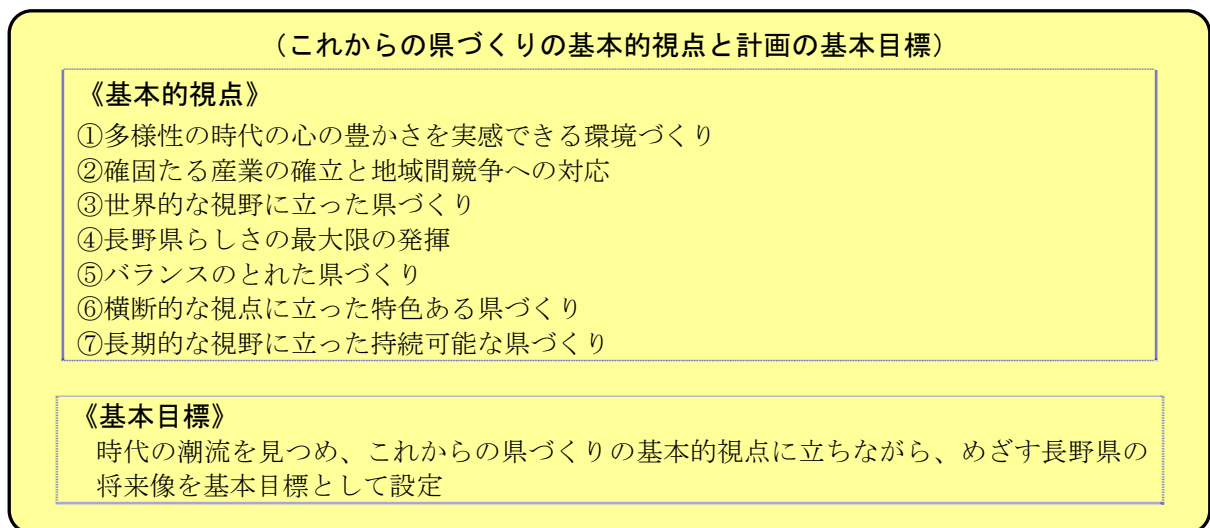 (これからの県づくりの基本的視点と計画の基本目標)
《基本的視点》
①多様性の時代の心の豊かさを実感できる環境づくり
②確固たる産業の確立と地域間競争への対応
③世界的な視野に立った県づくり
④長野県らしさの最大限の発揮
⑤バランスのとれた県づくり
⑥横断的な視点に立った特色ある県づくり
⑦長期的な視野に立った持続可能な県づくり
《基本目標》
時代の潮流を見つめ、これからの県づくりの基本的視点に立ちながら、めざす長野県の
将来像を基本目標として設定